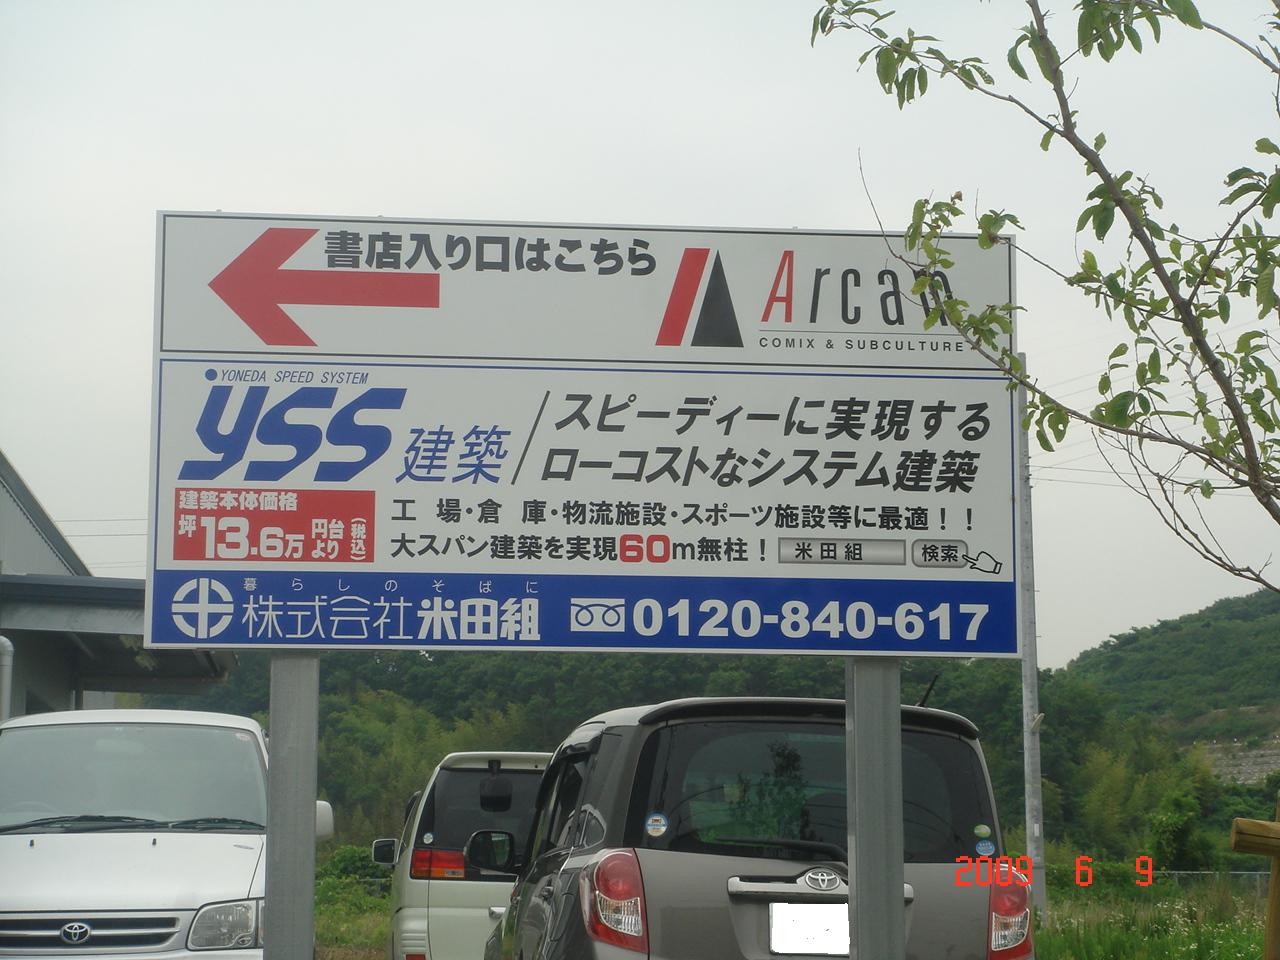 書店入り口はこちら
Arcam
COMIX & SUBCULTURE
YONEDA SPEED SYSTEM
yss 建築
スピーディーに実現する
ローコストなシステム建築
建築本体価格
坪13.6万円台より(税込)
工場・倉庫・物流施設・スポーツ施設等に最適!!
大スパン建築を実現60m無柱!
米田組 検索
暮らしのそばに
株式会社米田組 0120-840-617
2009 6 9